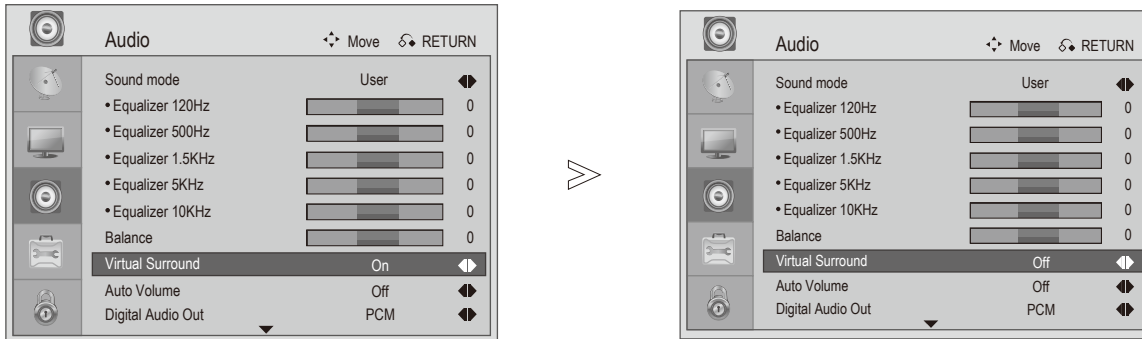 Audio Move RETURN
Sound mode User
• Equalizer 120Hz 0
• Equalizer 500Hz 0
• Equalizer 1.5KHz 0
• Equalizer 5KHz 0
• Equalizer 10KHz 0
Balance 0
Virtual Surround On
Auto Volume Off
Digital Audio Out PCM
Audio Move RETURN
Sound mode User
• Equalizer 120Hz 0
• Equalizer 500Hz 0
• Equalizer 1.5KHz 0
• Equalizer 5KHz 0
• Equalizer 10KHz 0
Balance 0
Virtual Surround Off
Auto Volume Off
Digital Audio Out PCM